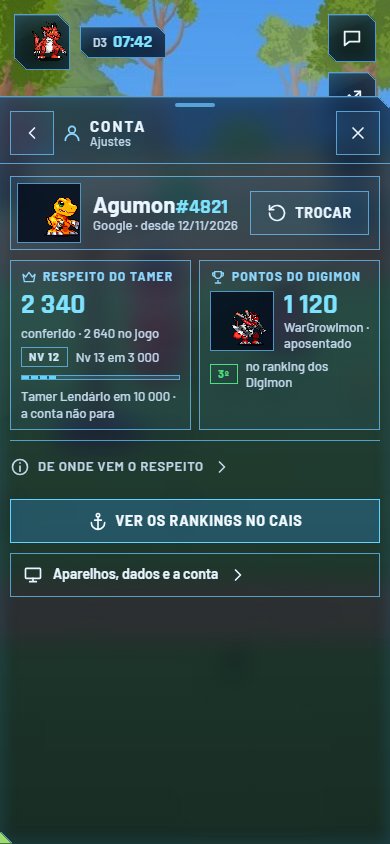 D3 07:42
CONTA
Ajustes
Agumon#4821
Google · desde 12/11/2026
TROCAR
RESPEITO DO TAMER
2 340
conferido · 2 640 no jogo
NV 12 Nv 13 em 3 000
Tamer Lendário em 10 000 ·
a conta não para
PONTOS DO DIGIMON
1 120
WarGrowlmon ·
aposentado
3º no ranking dos
Digimon
DE ONDE VEM O RESPEITO
VER OS RANKINGS NO CAIS
Aparelhos, dados e a conta